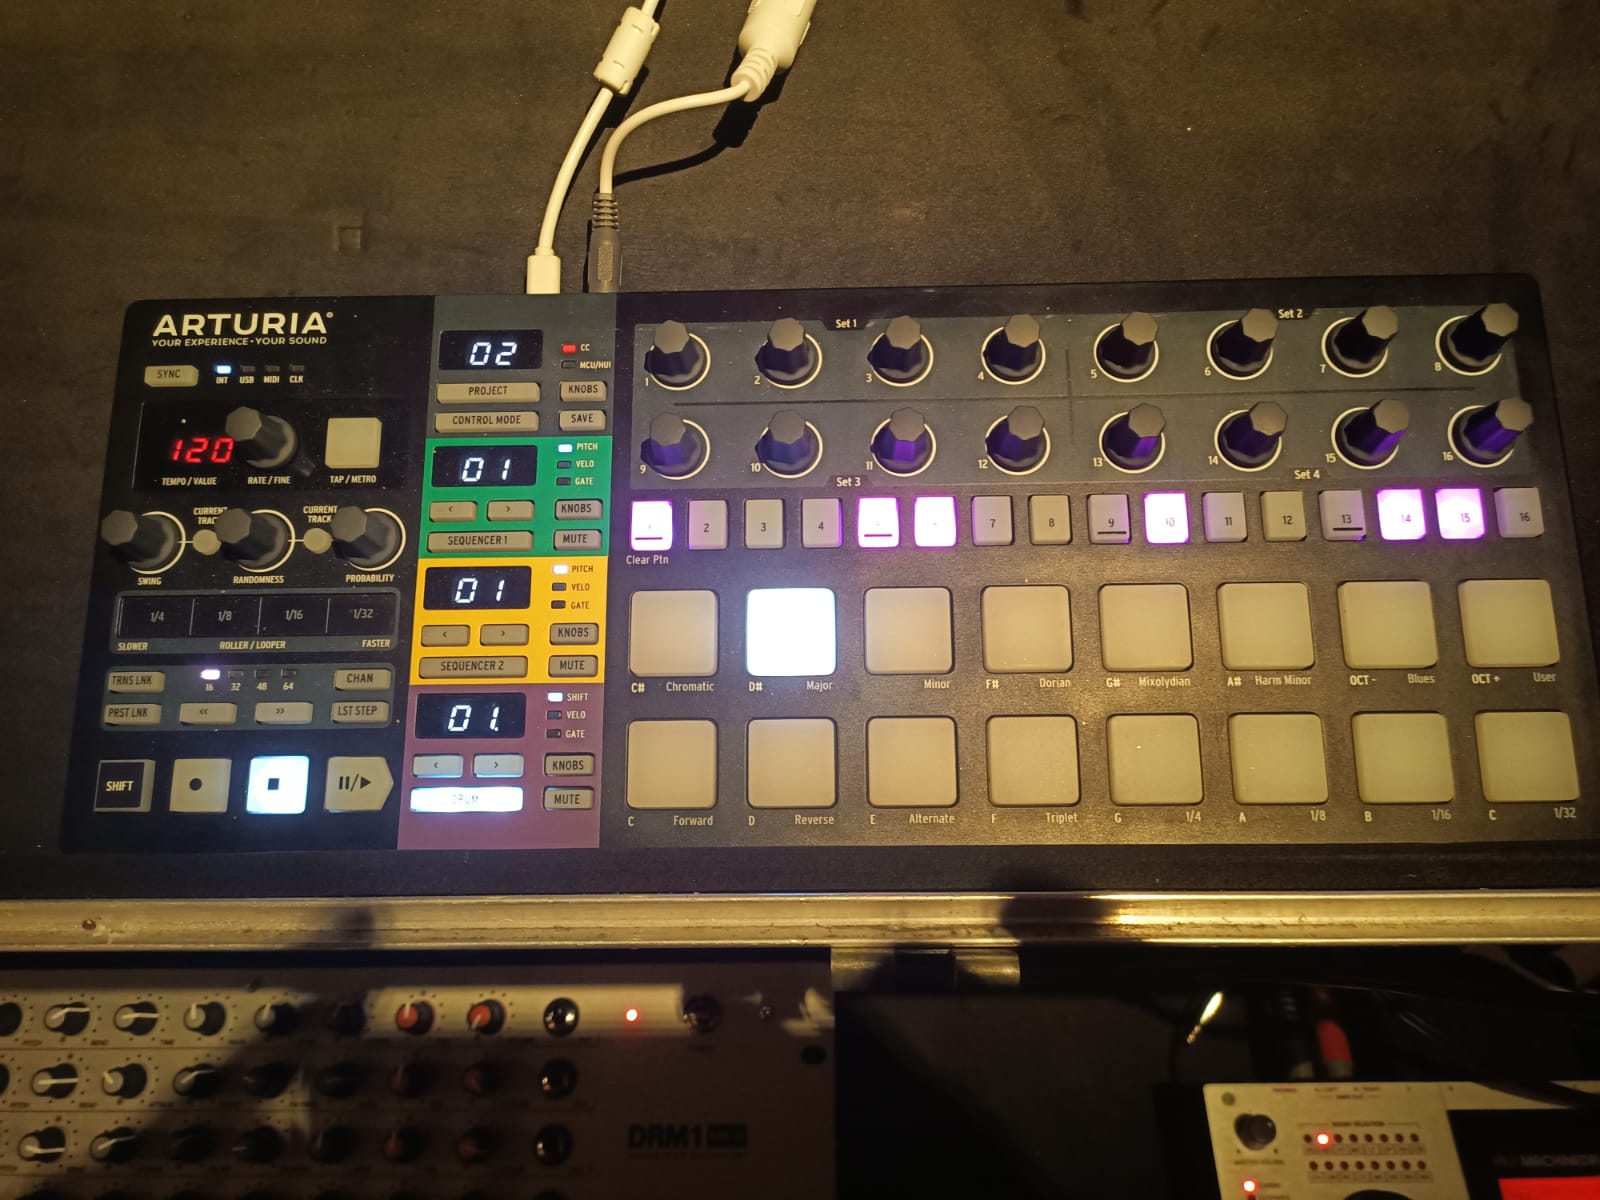 ARTURIA
YOUR EXPERIENCE • YOUR SOUND
SYNC
INT USB MIDI CLK
120
TEMPO / VALUE RATE / FINE TAP / METRO
CURRENT TRACK CURRENT TRACK
SWING RANDOMNESS PROBABILITY
1/4 1/8 1/16 1/32
SLOWER ROLLER / LOOPER FASTER
TRNS LNK 16 32 48 64 CHAN
PRST LNK << >> LST STEP
SHIFT II/▶
02 CC
MCU/HUI
PROJECT KNOBS
CONTROL MODE SAVE
01 PITCH
VELO
GATE
< > KNOBS
SEQUENCER 1 MUTE
01 PITCH
VELO
GATE
< > KNOBS
SEQUENCER 2 MUTE
01. SHIFT
VELO
GATE
< > KNOBS
DRUM MUTE
Set 1 Set 2
1 2 3 4 5 6 7 8
9 10 11 12 13 14 15 16
Set 3 Set 4
1 2 3 4 5 6 7 8 9 10 11 12 13 14 15 16
Clear Ptn
C# Chromatic D# Major Minor F# Dorian G# Mixolydian A# Harm Minor OCT - Blues OCT + User
C Forward D Reverse E Alternate F Triplet G 1/4 A 1/8 B 1/16 C 1/32
DRM1